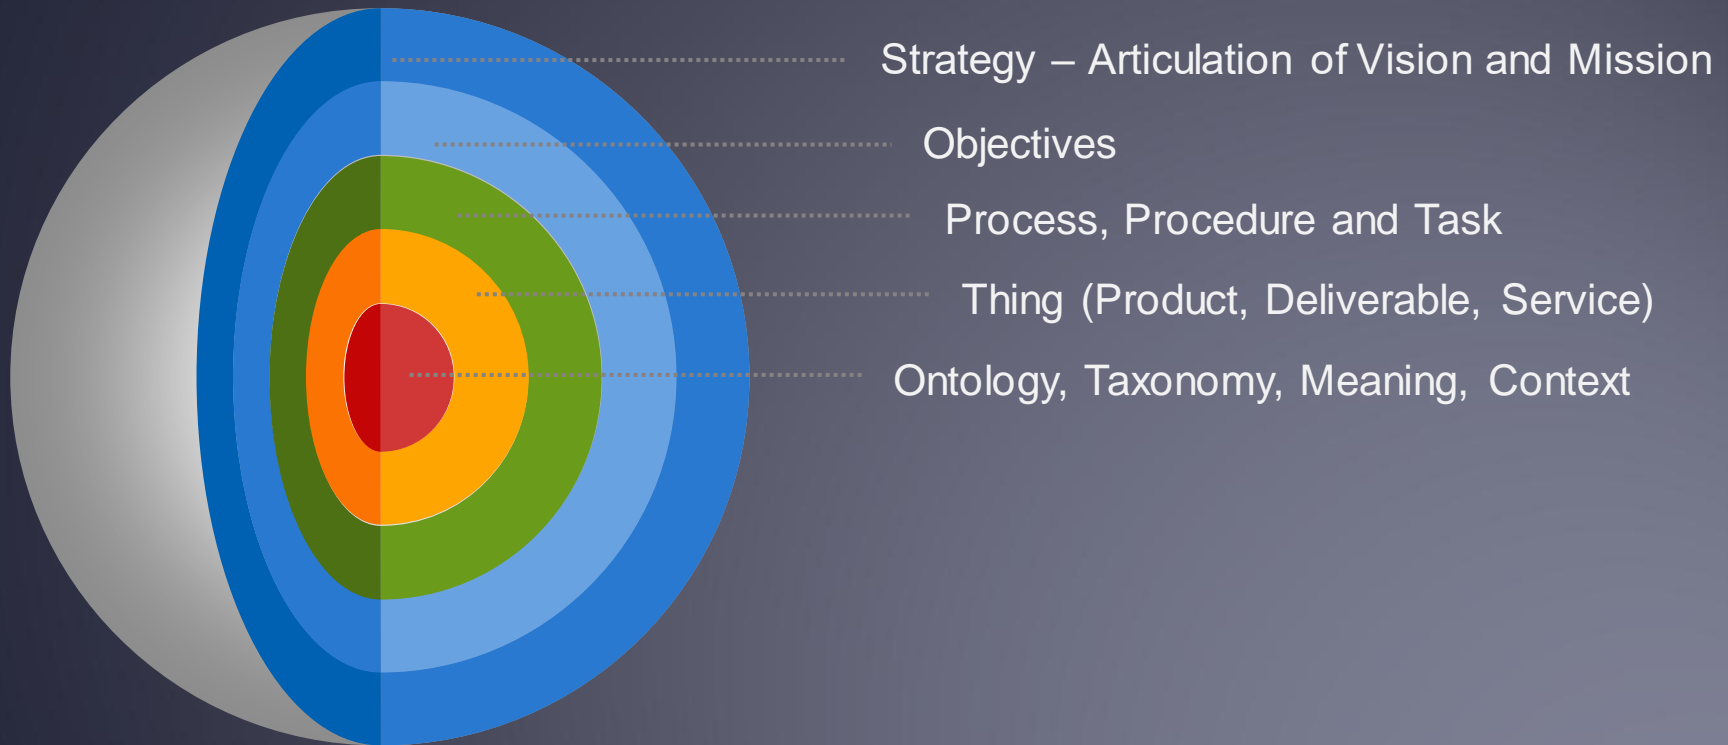 Strategy – Articulation of Vision and Mission
Objectives
Process, Procedure and Task
Thing (Product, Deliverable, Service)
Ontology, Taxonomy, Meaning, Context